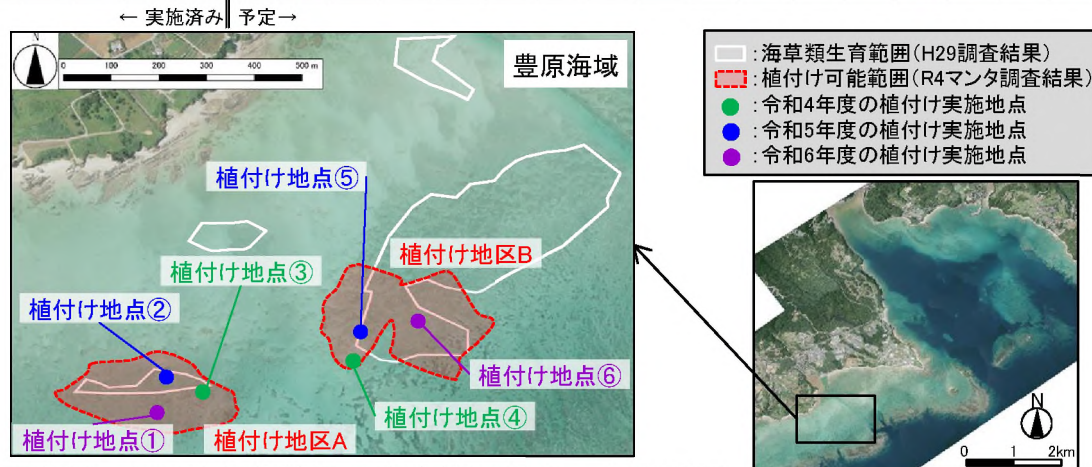 ← 実施済み 予定→
豊原海域
0 100 200 300 400 500 m
植付け地点⑤
植付け地区B
植付け地点③
植付け地点②
植付け地点⑥
植付け地点④
植付け地点①
植付け地区A
:海草類生育範囲(H29調査結果)
:植付け可能範囲(R4マンタ調査結果)
:令和4年度の植付け実施地点
:令和5年度の植付け実施地点
:令和6年度の植付け実施地点
N
0 1 2km